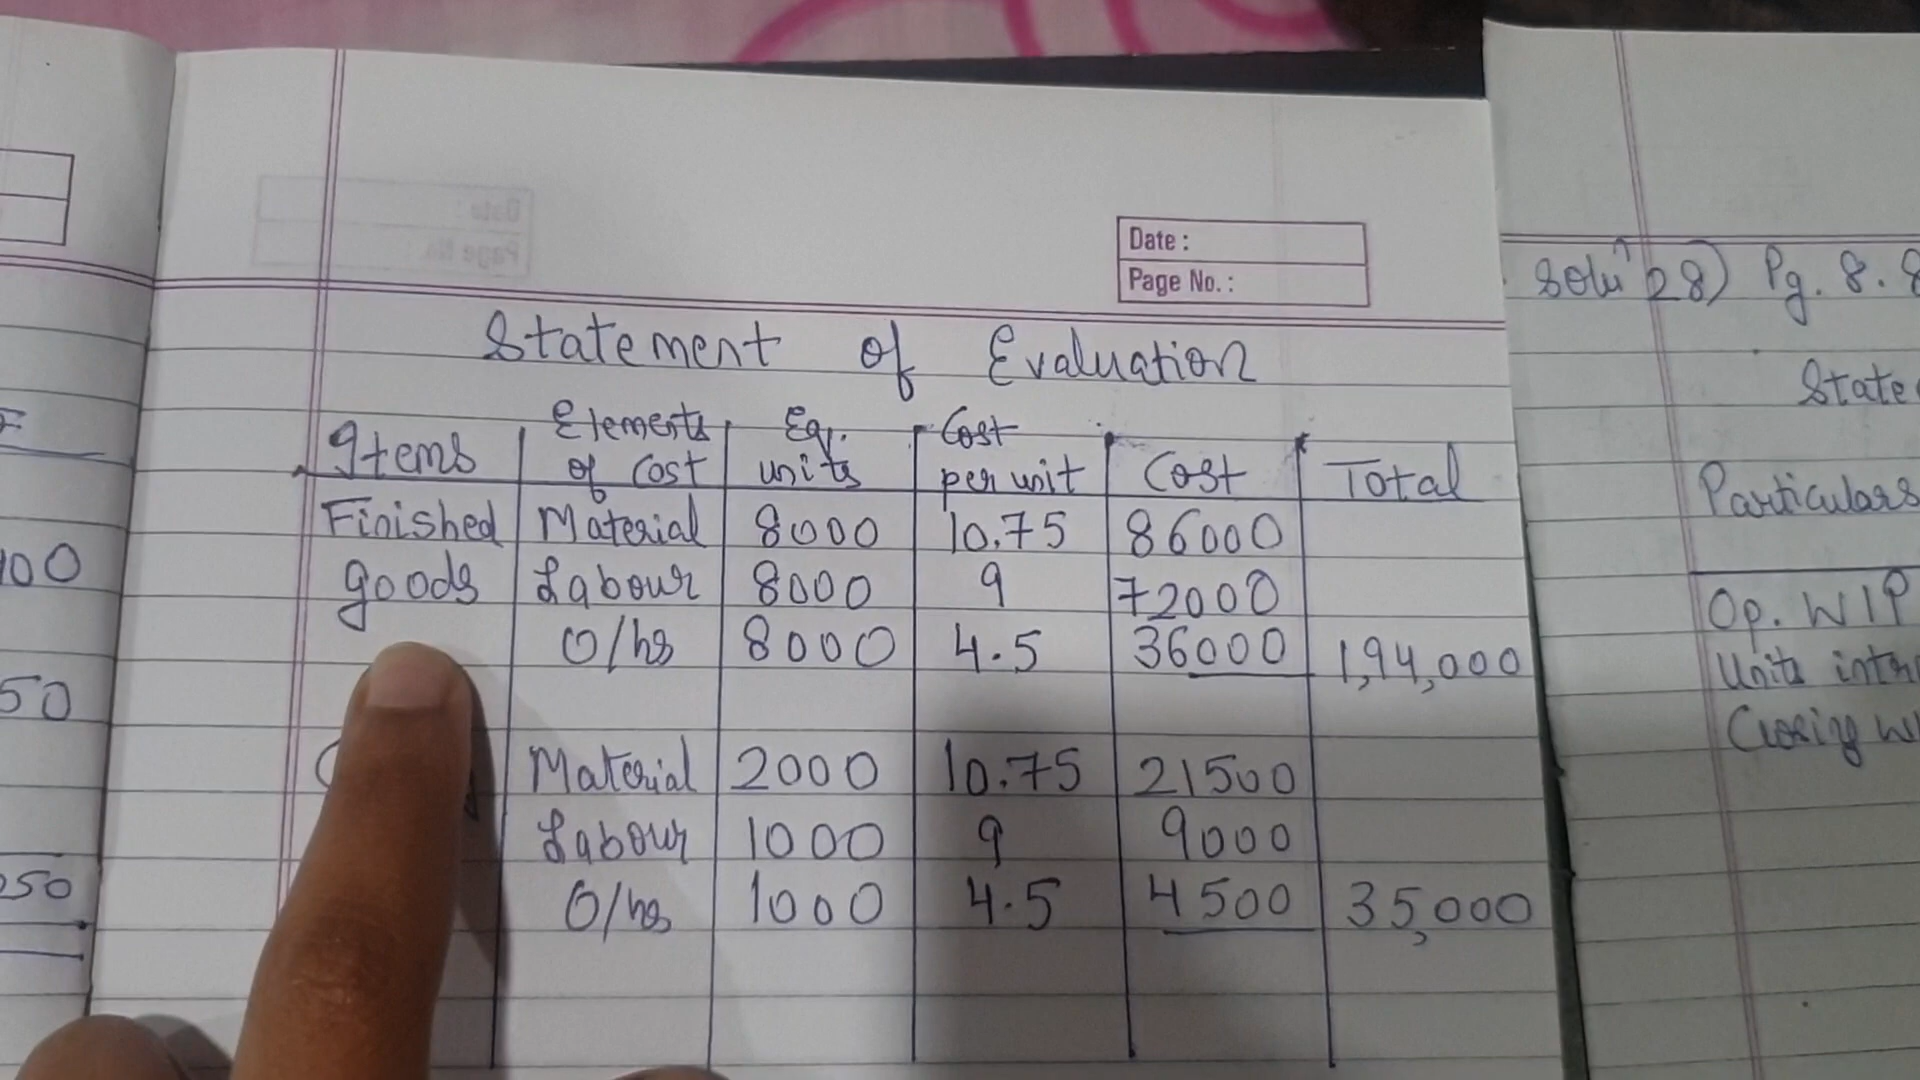 Date :
Page No. :
Statement of Evaluation
Items | Elements of Cost | Eq. units | Cost per unit | Cost | Total
Finished goods | Material | 8000 | 10.75 | 86000
Labour | 8000 | 9 | 72000
O/hs | 8000 | 4.5 | 36000 | 1,94,000
Material | 2000 | 10.75 | 21500
Labour | 1000 | 9 | 9000
O/hs | 1000 | 4.5 | 4500 | 35,000
50
Solun 28) Pg. 8.
State
Particulars
Op. WIP
Units
Closing